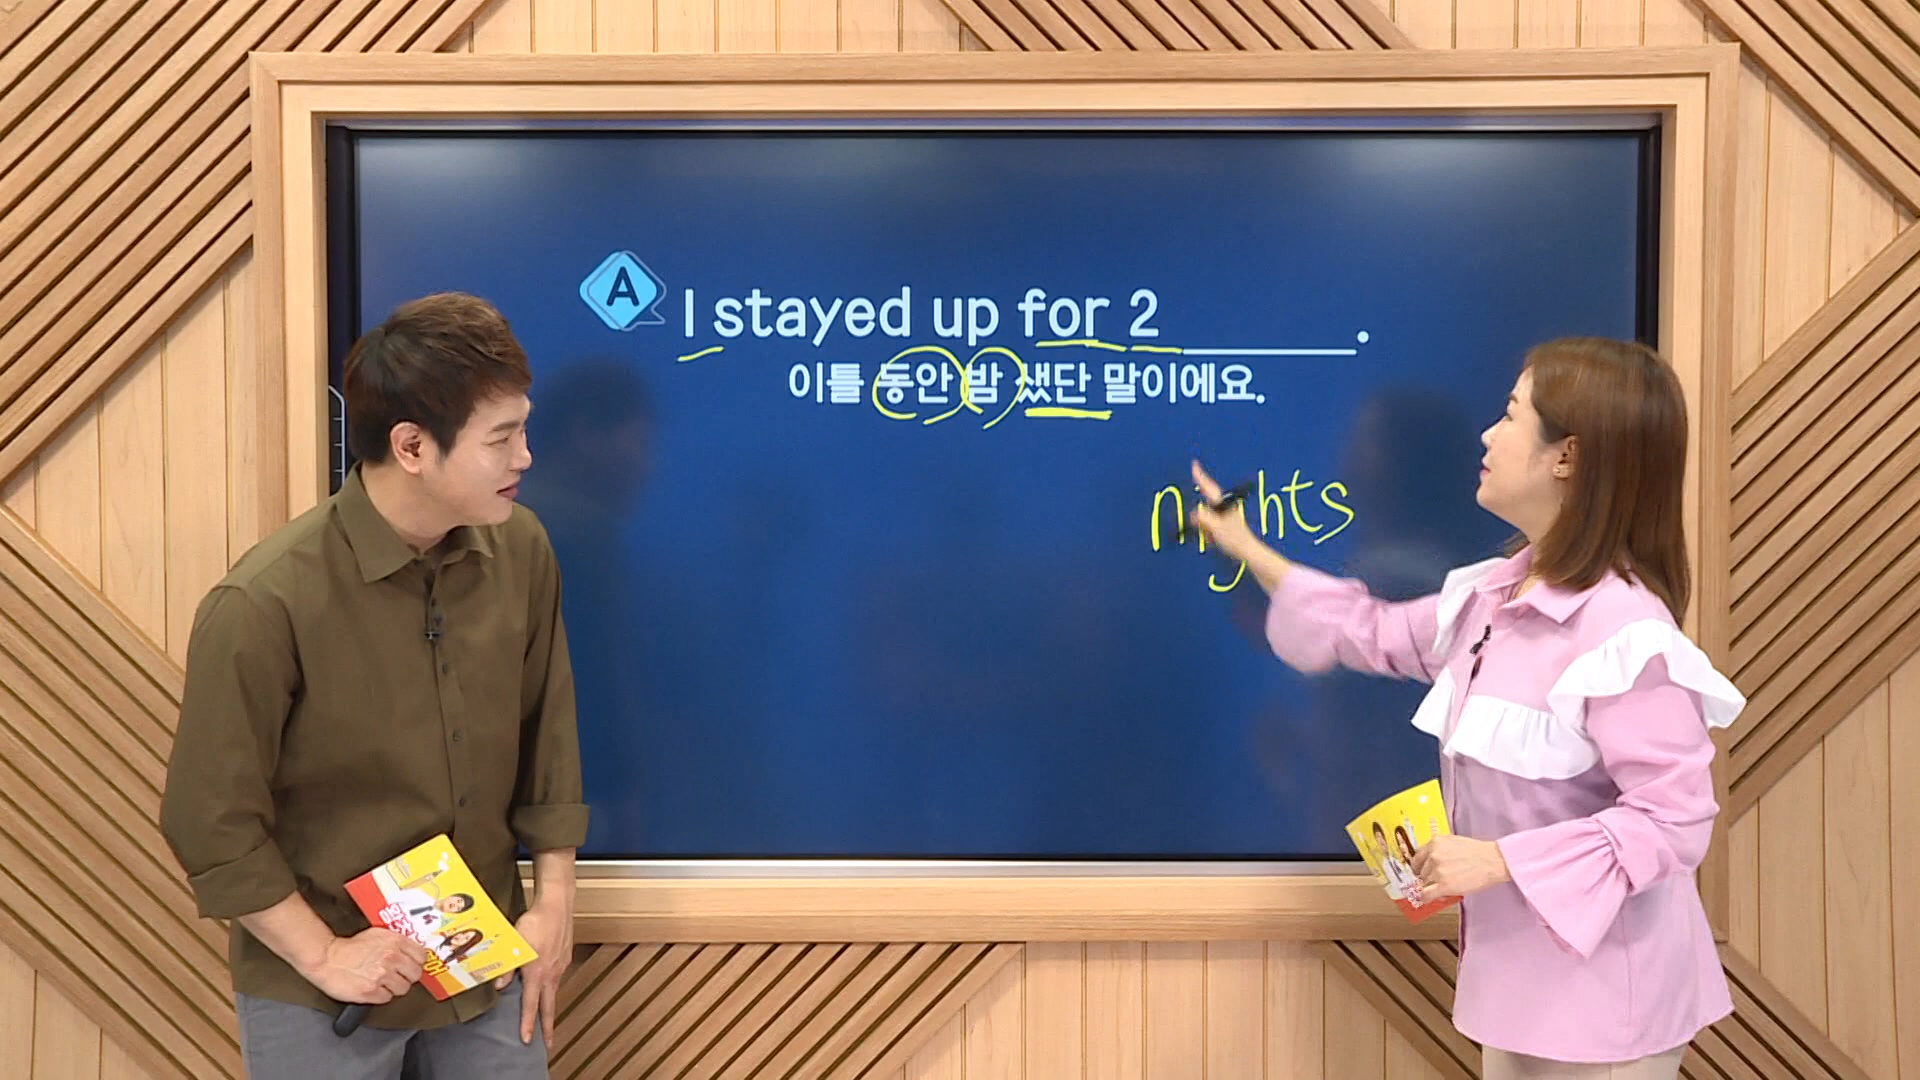 A I stayed up for 2 ______.
이틀 동안 밤 샜단 말이에요.
nights